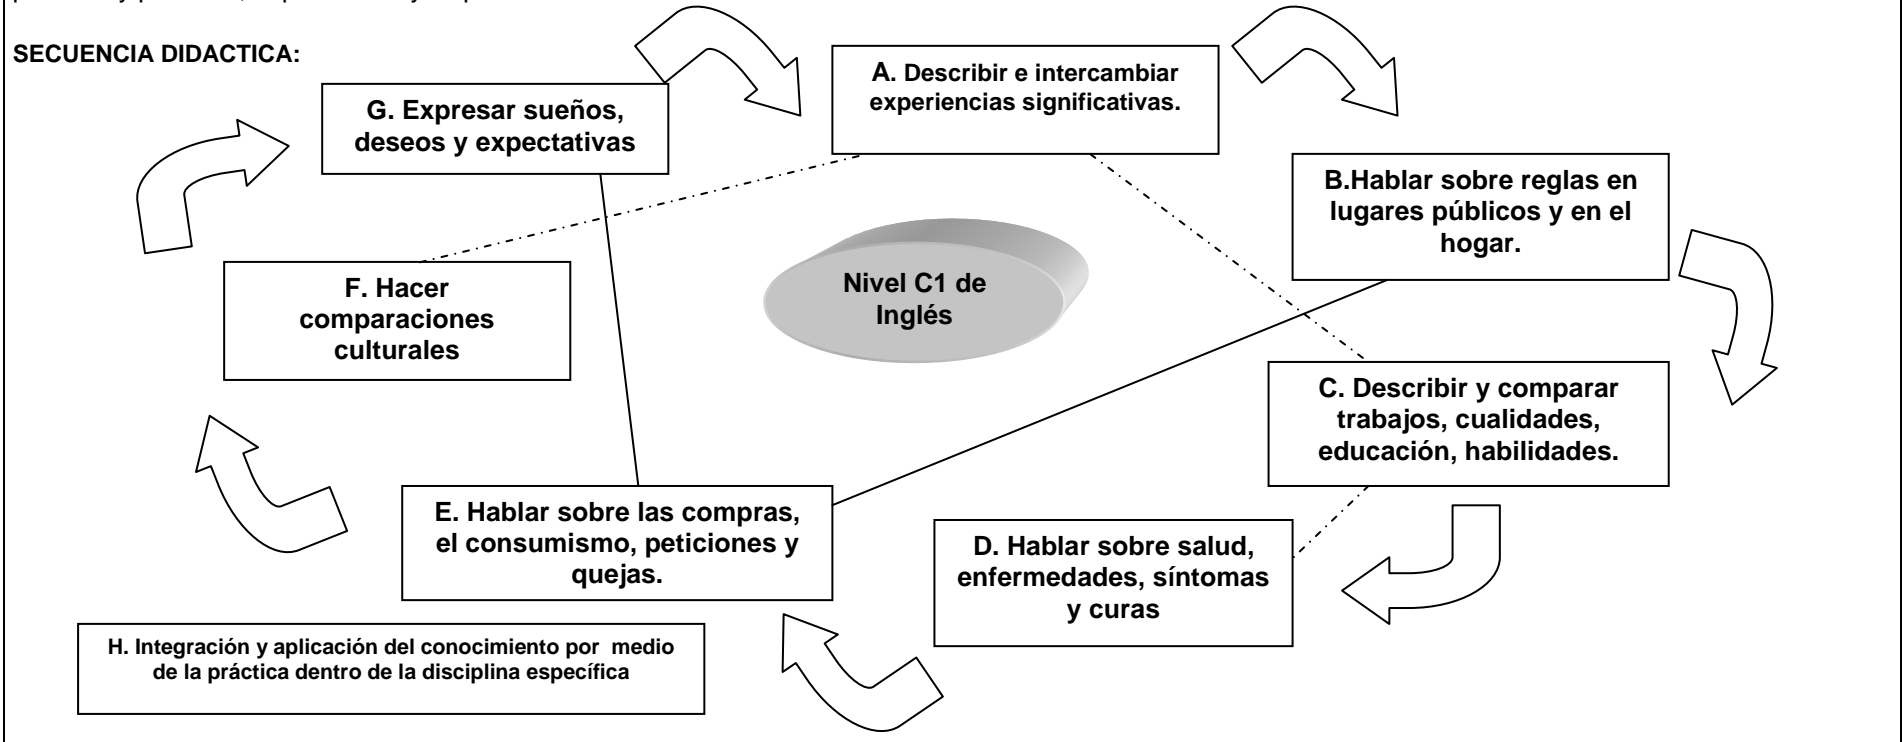 SECUENCIA DIDACTICA:
A. Describir e intercambiar
experiencias significativas.
G. Expresar sueños,
deseos y expectativas
B.Hablar sobre reglas en
lugares públicos y en el
hogar.
Nivel C1 de
Inglés
F. Hacer
comparaciones
culturales
C. Describir y comparar
trabajos, cualidades,
educación, habilidades.
E. Hablar sobre las compras,
el consumismo, peticiones y
quejas.
D. Hablar sobre salud,
enfermedades, síntomas
y curas
H. Integración y aplicación del conocimiento por medio
de la práctica dentro de la disciplina específica